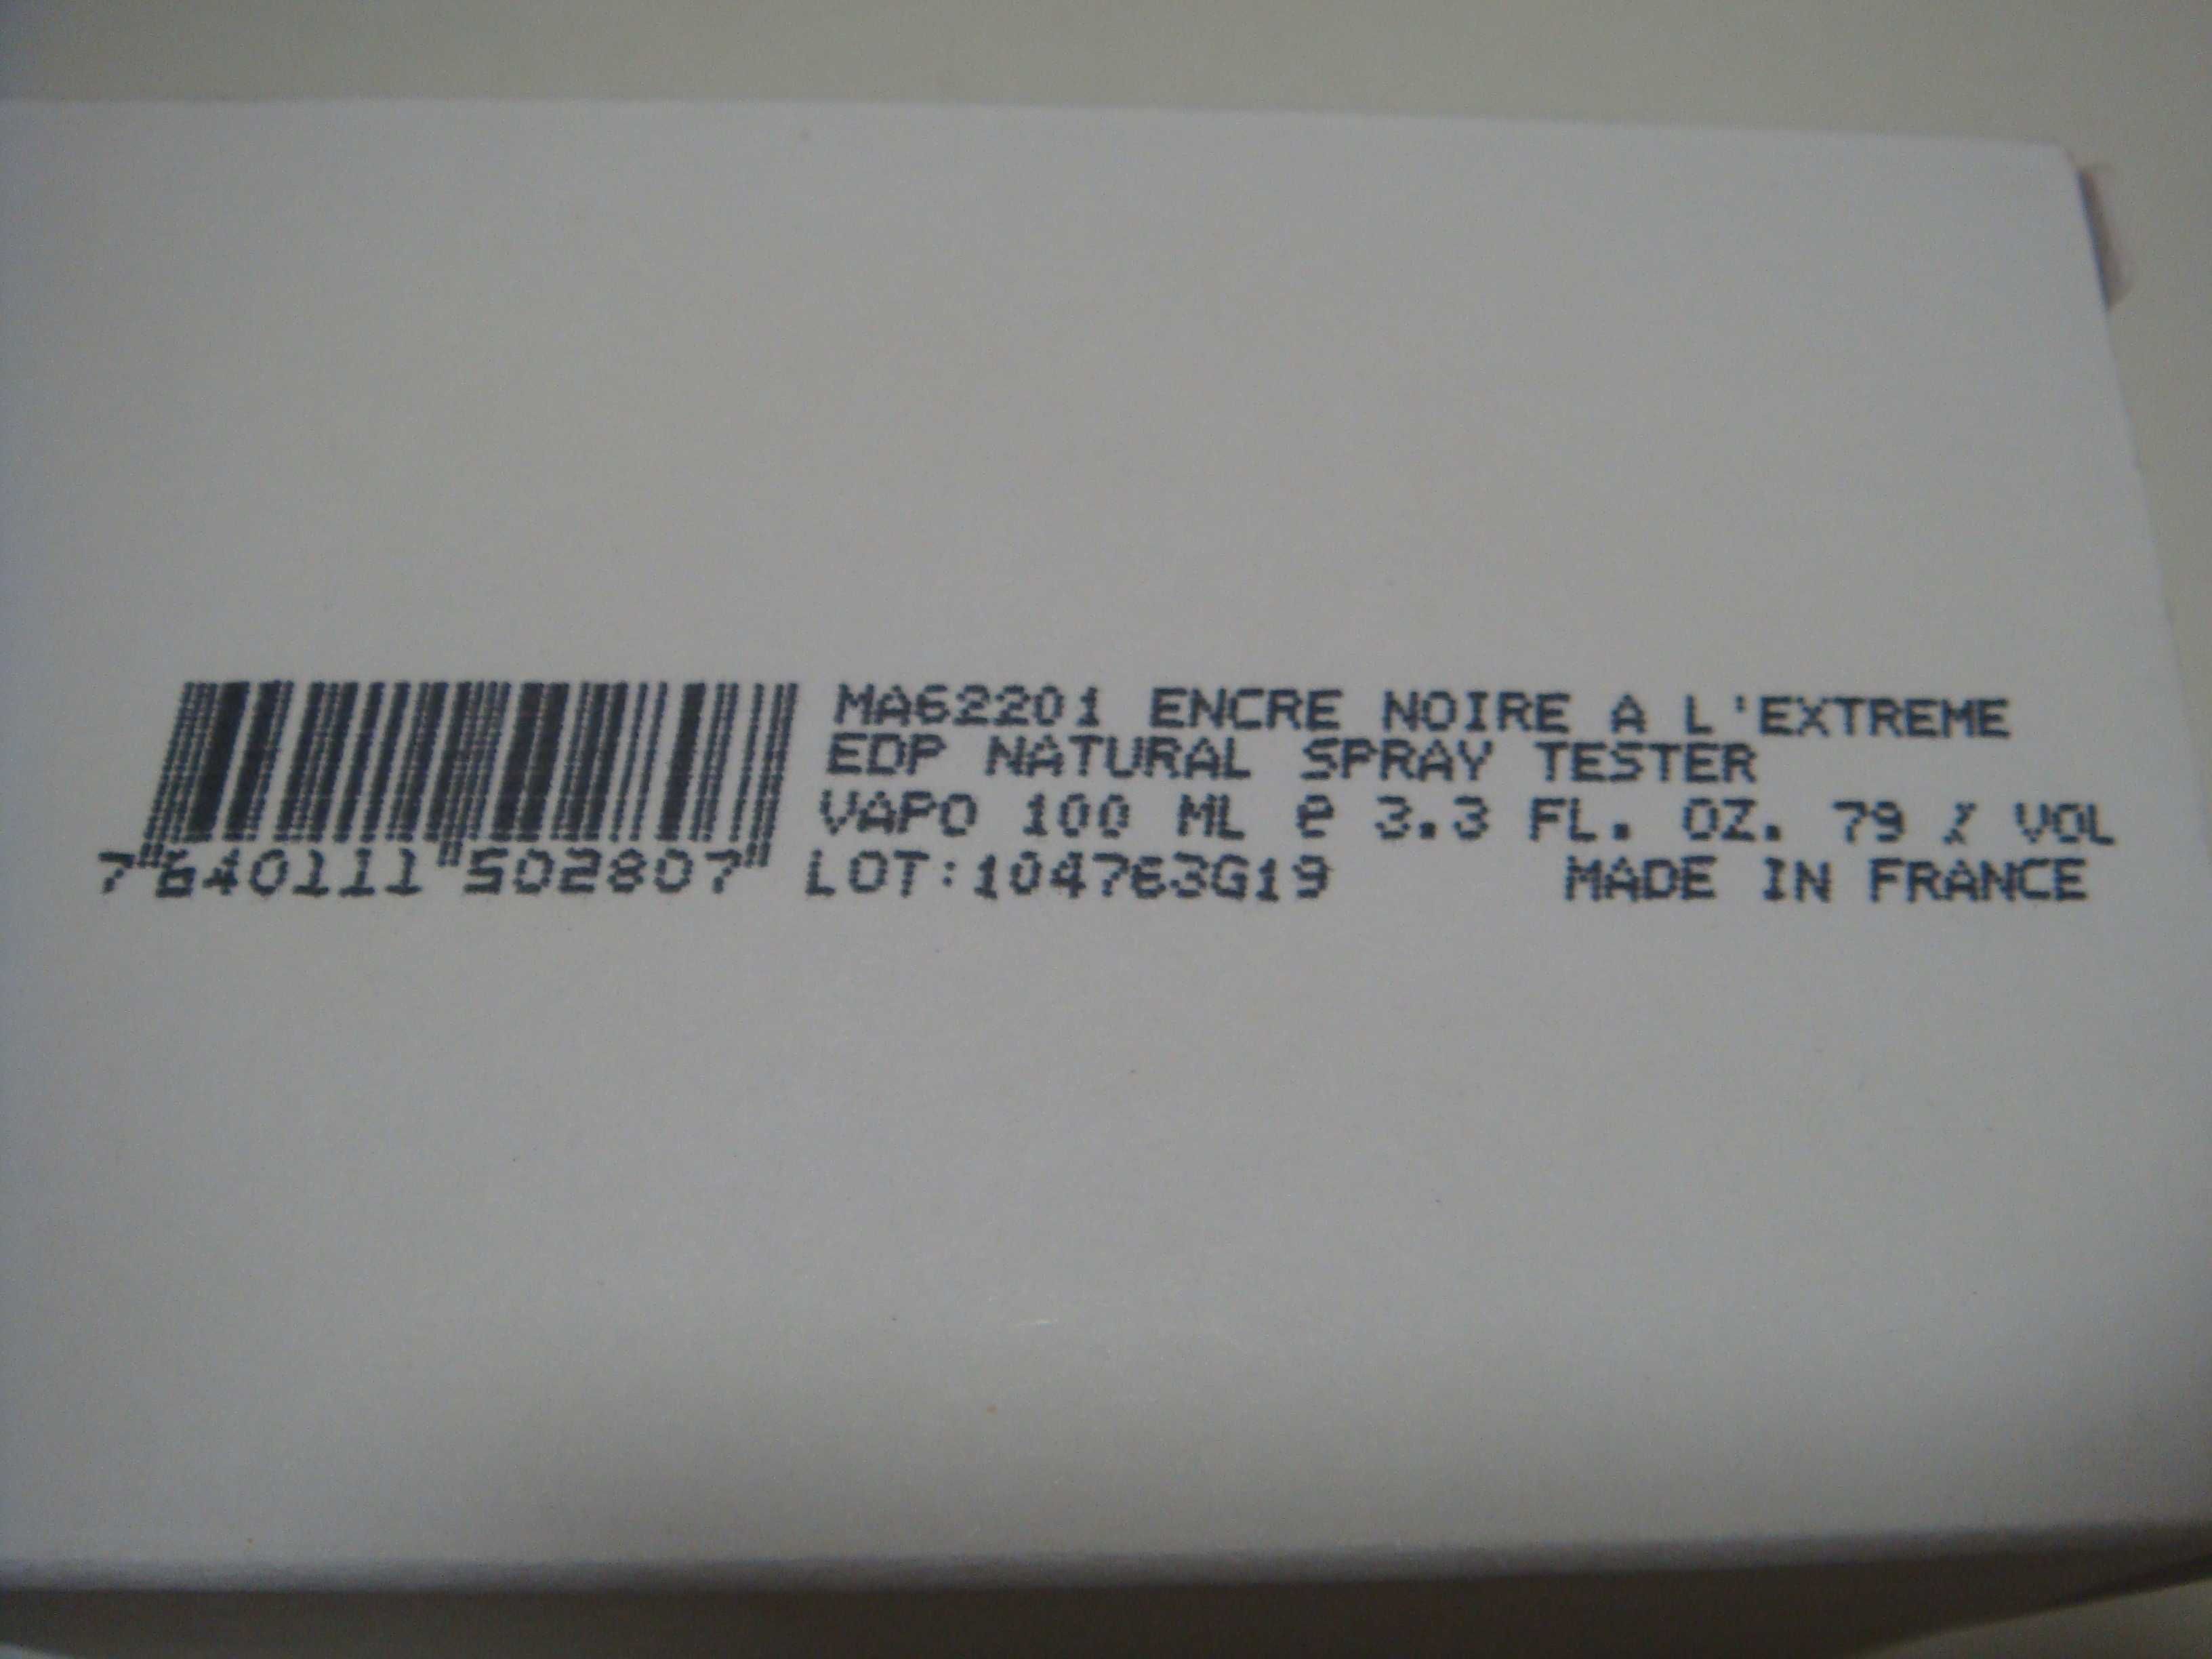 MA62201 ENCRE NOIRE A L'EXTREME
EDP NATURAL SPRAY TESTER
VAPO 100 ML e 3.3 FL. OZ. 79 % VOL
LOT:104763G19 MADE IN FRANCE
7 640111 502807